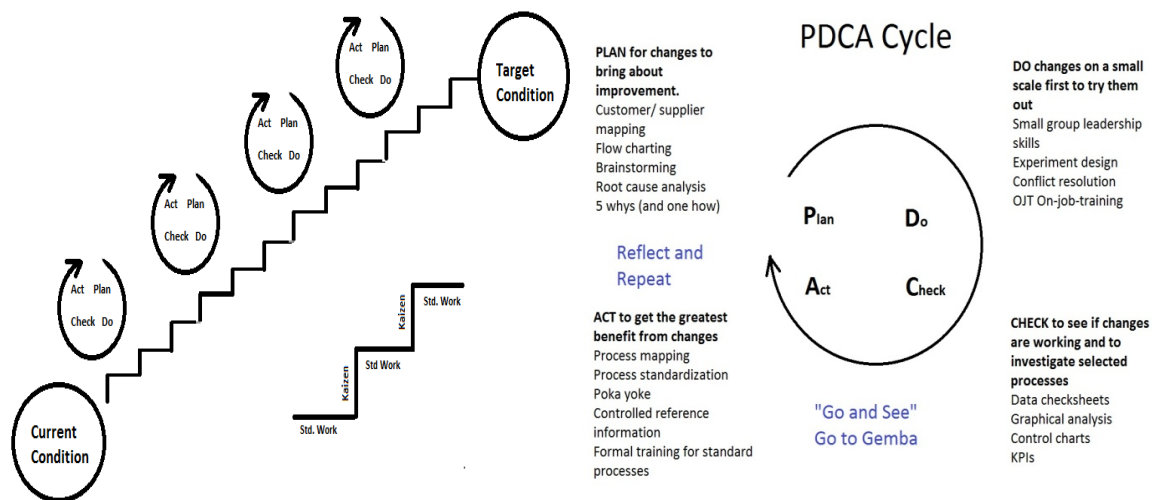 Act Plan
Check Do
Act Plan
Check Do
Act Plan
Check Do
Act Plan
Check Do
Target
Condition
Current
Condition
Std. Work
Kaizen
Std Work
Kaizen
Std. Work
PDCA Cycle
PLAN for changes to
bring about
improvement.
Customer/ supplier
mapping
Flow charting
Brainstorming
Root cause analysis
5 whys (and one how)
DO changes on a small
scale first to try them
out
Small group leadership
skills
Experiment design
Conflict resolution
OJT On-job-training
Plan
Do
Act
Check
Reflect and
Repeat
ACT to get the greatest
benefit from changes
Process mapping
Process standardization
Poka yoke
Controlled reference
information
Formal training for standard
processes
"Go and See"
Go to Gemba
CHECK to see if changes
are working and to
investigate selected
processes
Data checksheets
Graphical analysis
Control charts
KPIs